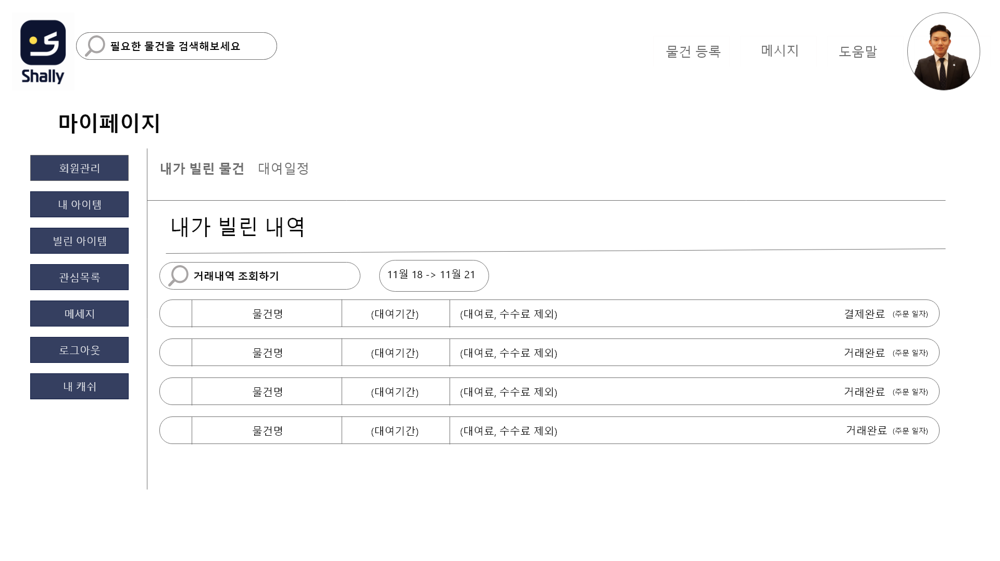 Shally
필요한 물건을 검색해보세요
물건 등록
메시지
도움말
마이페이지
회원관리
내 아이템
빌린 아이템
관심목록
메세지
로그아웃
내 캐쉬
내가 빌린 물건 대여일정
내가 빌린 내역
거래내역 조회하기
11월 18 -> 11월 21
물건명 (대여기간) (대여료, 수수료 제외) 결제완료 (주문 일자)
물건명 (대여기간) (대여료, 수수료 제외) 거래완료 (주문 일자)
물건명 (대여기간) (대여료, 수수료 제외) 거래완료 (주문 일자)
물건명 (대여기간) (대여료, 수수료 제외) 거래완료 (주문 일자)